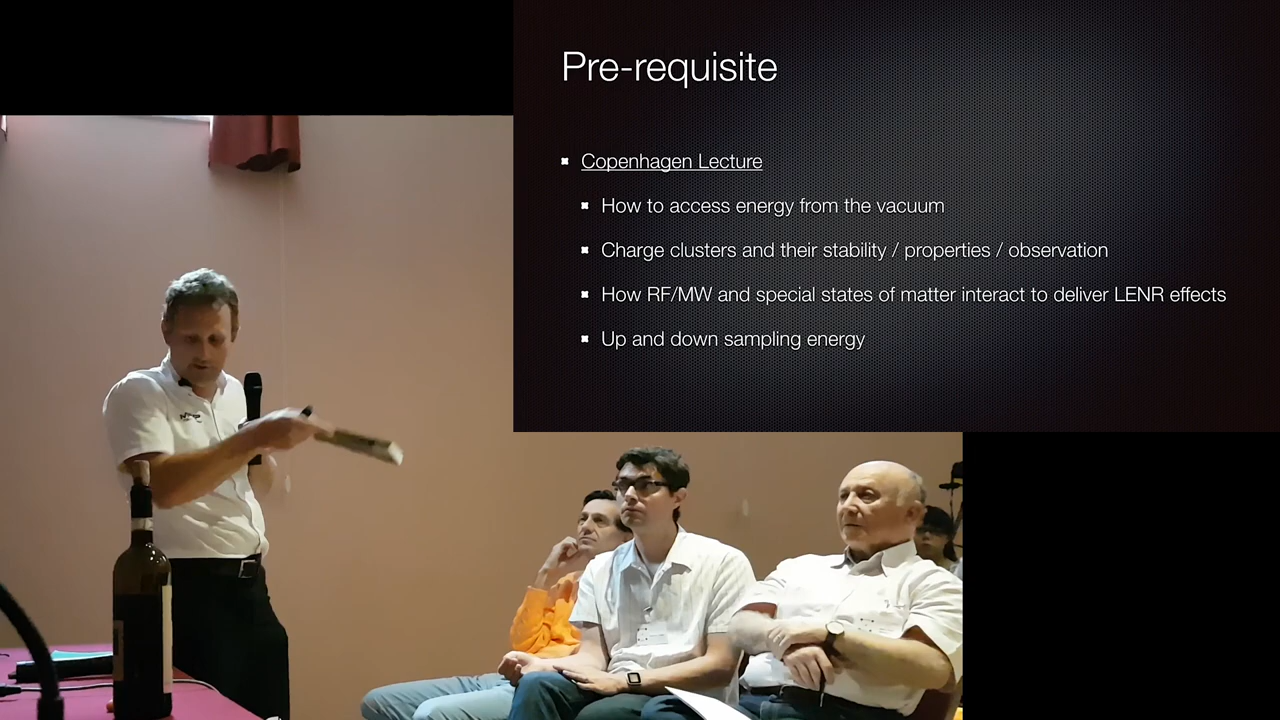 Pre-requisite
Copenhagen Lecture
How to access energy from the vacuum
Charge clusters and their stability / properties / observation
How RF/MW and special states of matter interact to deliver LENR effects
Up and down sampling energy